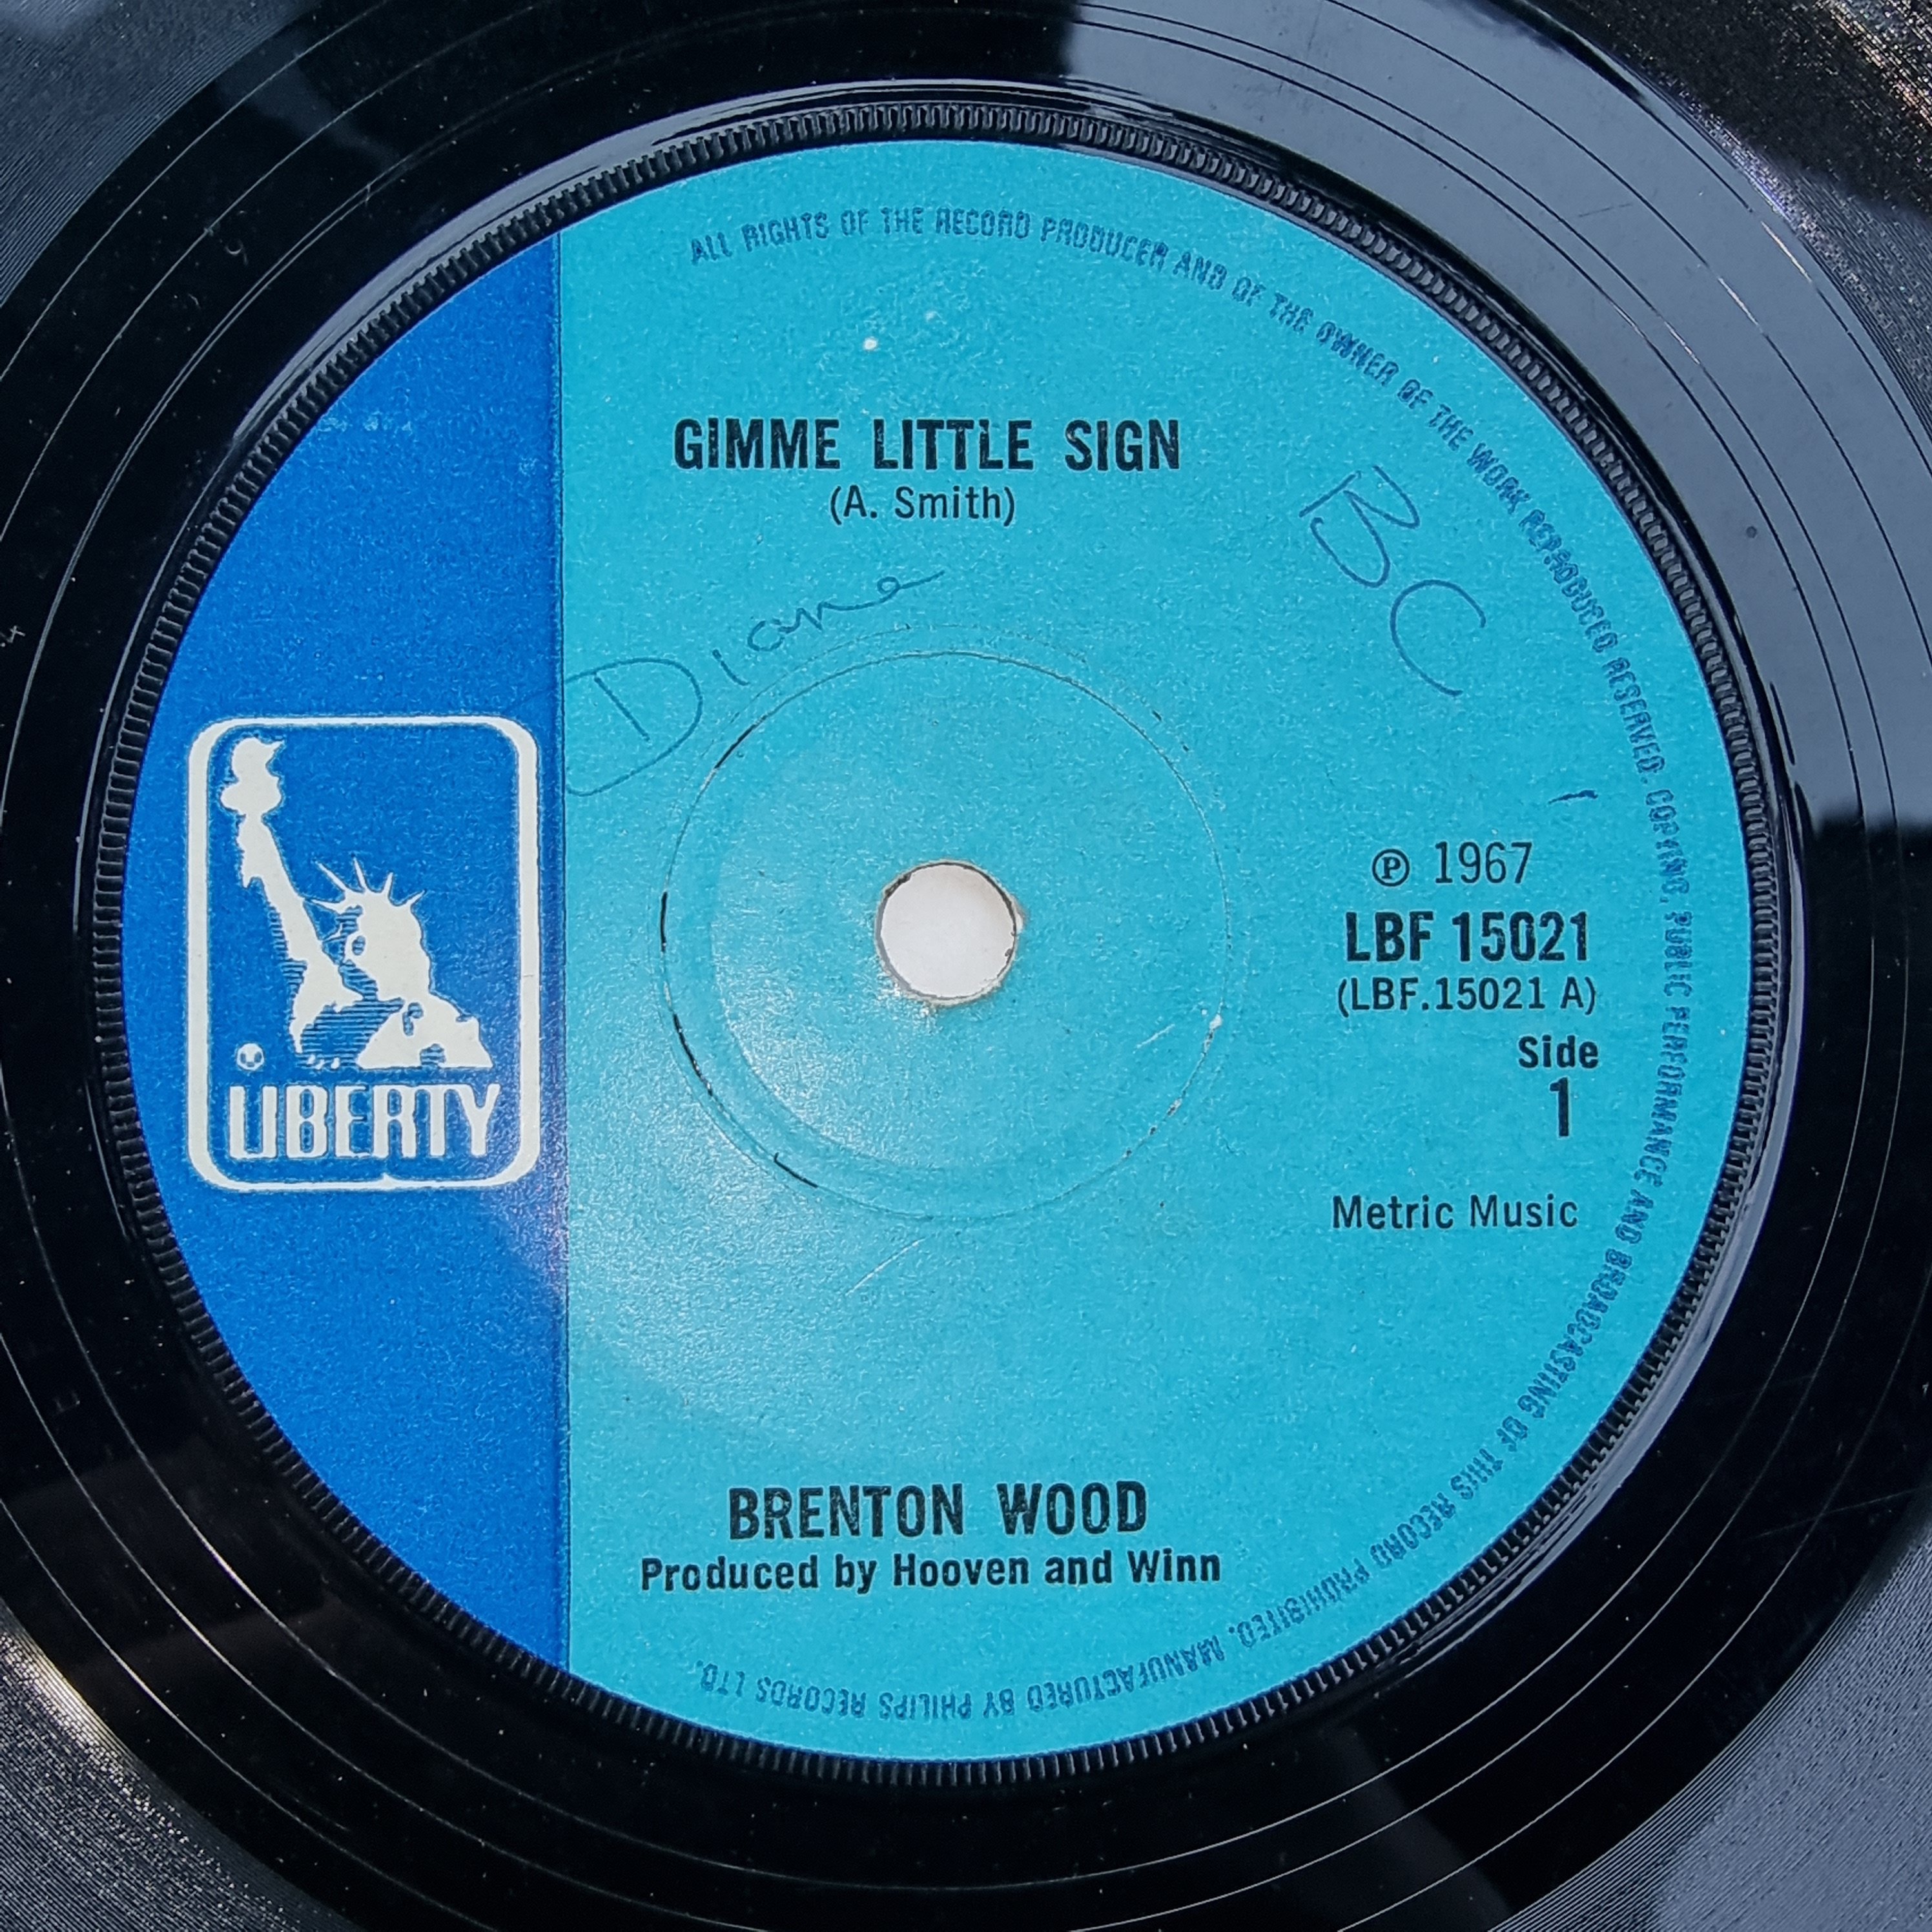 ALL RIGHTS OF THE RECORD PRODUCER AND OF THE OWNER OF THE WORK REPRODUCED RESERVED. COPYING, PUBLIC PERFORMANCE AND BROADCASTING OF THIS RECORD PROHIBITED. MANUFACTURED BY PHILIPS RECORDS LTD.
GIMME LITTLE SIGN
(A. Smith)
BC
Diane
℗ 1967
LBF 15021
(LBF.15021 A)
Side
1
LIBERTY
Metric Music
BRENTON WOOD
Produced by Hooven and Winn